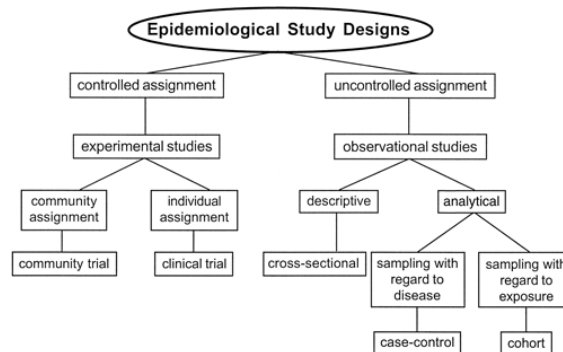 Epidemiological Study Designs
controlled assignment
uncontrolled assignment
experimental studies
observational studies
community
assignment
individual
assignment
descriptive
analytical
community trial
clinical trial
cross-sectional
sampling with
regard to
disease
sampling with
regard to
exposure
case-control
cohort